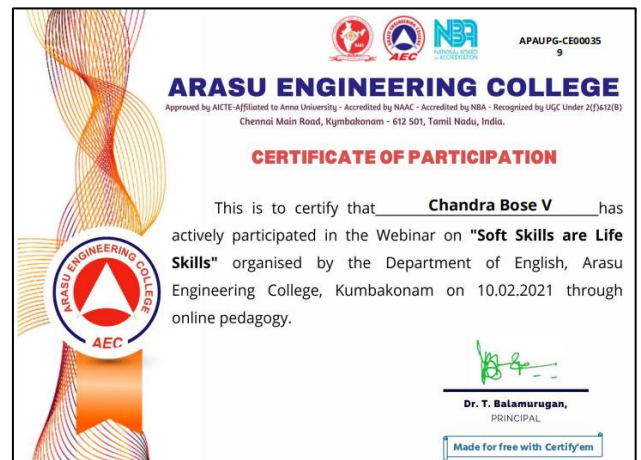 NBA
NATIONAL BOARD
of ACCREDITATION
AEC
APAUPG-CE00035
9
ARASU ENGINEERING COLLEGE
Approved by AICTE-Affiliated to Anna University - Accredited by NAAC - Accredited by NBA - Recognized by UGC Under 2(f)&12(B)
Chennai Main Road, Kumbakonam - 612 501, Tamil Nadu, India.
CERTIFICATE OF PARTICIPATION
This is to certify that Chandra Bose V has
actively participated in the Webinar on "Soft Skills are Life
Skills" organised by the Department of English, Arasu
Engineering College, Kumbakonam on 10.02.2021 through
online pedagogy.
ARASU ENGINEERING COLLEGE
AEC
Dr. T. Balamurugan,
PRINCIPAL
Made for free with Certify'em